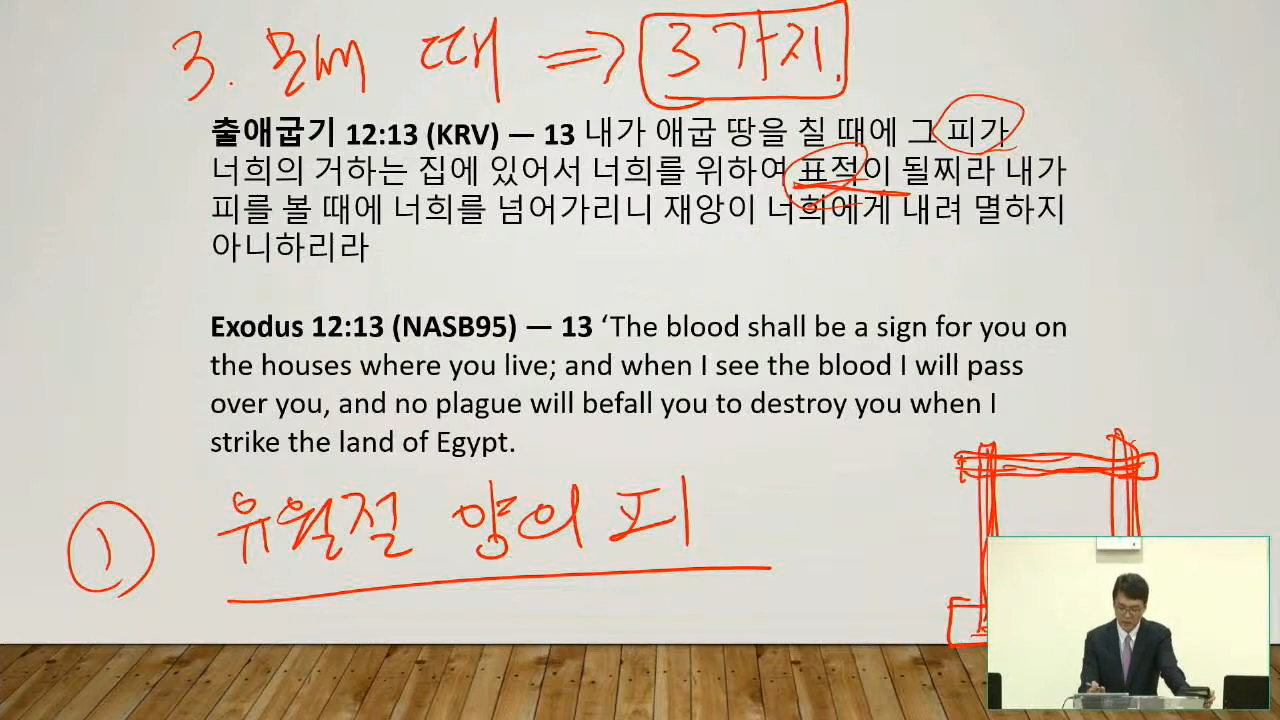 3. 모세 때 ⇒ 3가지.
출애굽기 12:13 (KRV) — 13 내가 애굽 땅을 칠 때에 그 피가
너희의 거하는 집에 있어서 너희를 위하여 표적이 될찌라 내가
피를 볼 때에 너희를 넘어가리니 재앙이 너희에게 내려 멸하지
아니하리라
Exodus 12:13 (NASB95) — 13 ‘The blood shall be a sign for you on
the houses where you live; and when I see the blood I will pass
over you, and no plague will befall you to destroy you when I
strike the land of Egypt.
① 유월절 양의 피